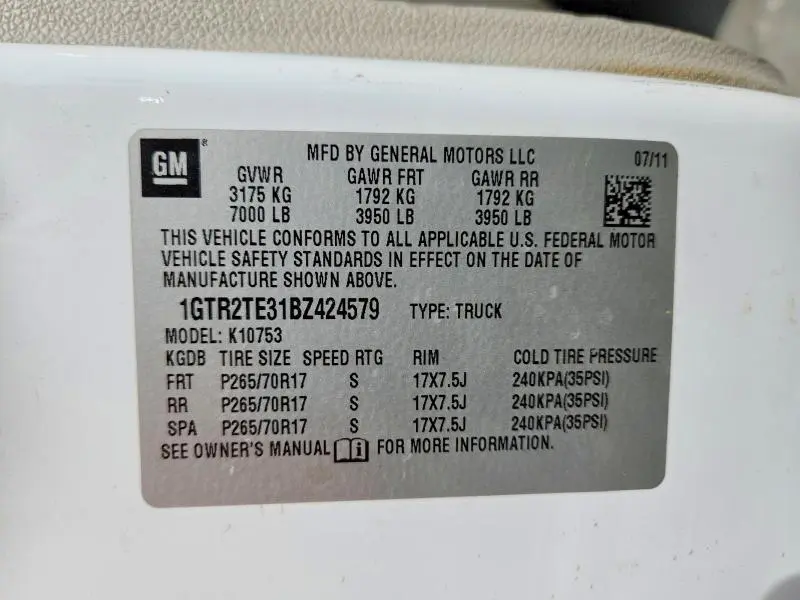 GM
MFD BY GENERAL MOTORS LLC 07/11
GVWR GAWR FRT GAWR RR
3175 KG 1792 KG 1792 KG
7000 LB 3950 LB 3950 LB
THIS VEHICLE CONFORMS TO ALL APPLICABLE U.S. FEDERAL MOTOR
VEHICLE SAFETY STANDARDS IN EFFECT ON THE DATE OF
MANUFACTURE SHOWN ABOVE.
1GTR2TE31BZ424579 TYPE: TRUCK
MODEL: K10753
KGDB TIRE SIZE SPEED RTG RIM COLD TIRE PRESSURE
FRT P265/70R17 S 17X7.5J 240KPA(35PSI)
RR P265/70R17 S 17X7.5J 240KPA(35PSI)
SPA P265/70R17 S 17X7.5J 240KPA(35PSI)
SEE OWNER'S MANUAL i FOR MORE INFORMATION.